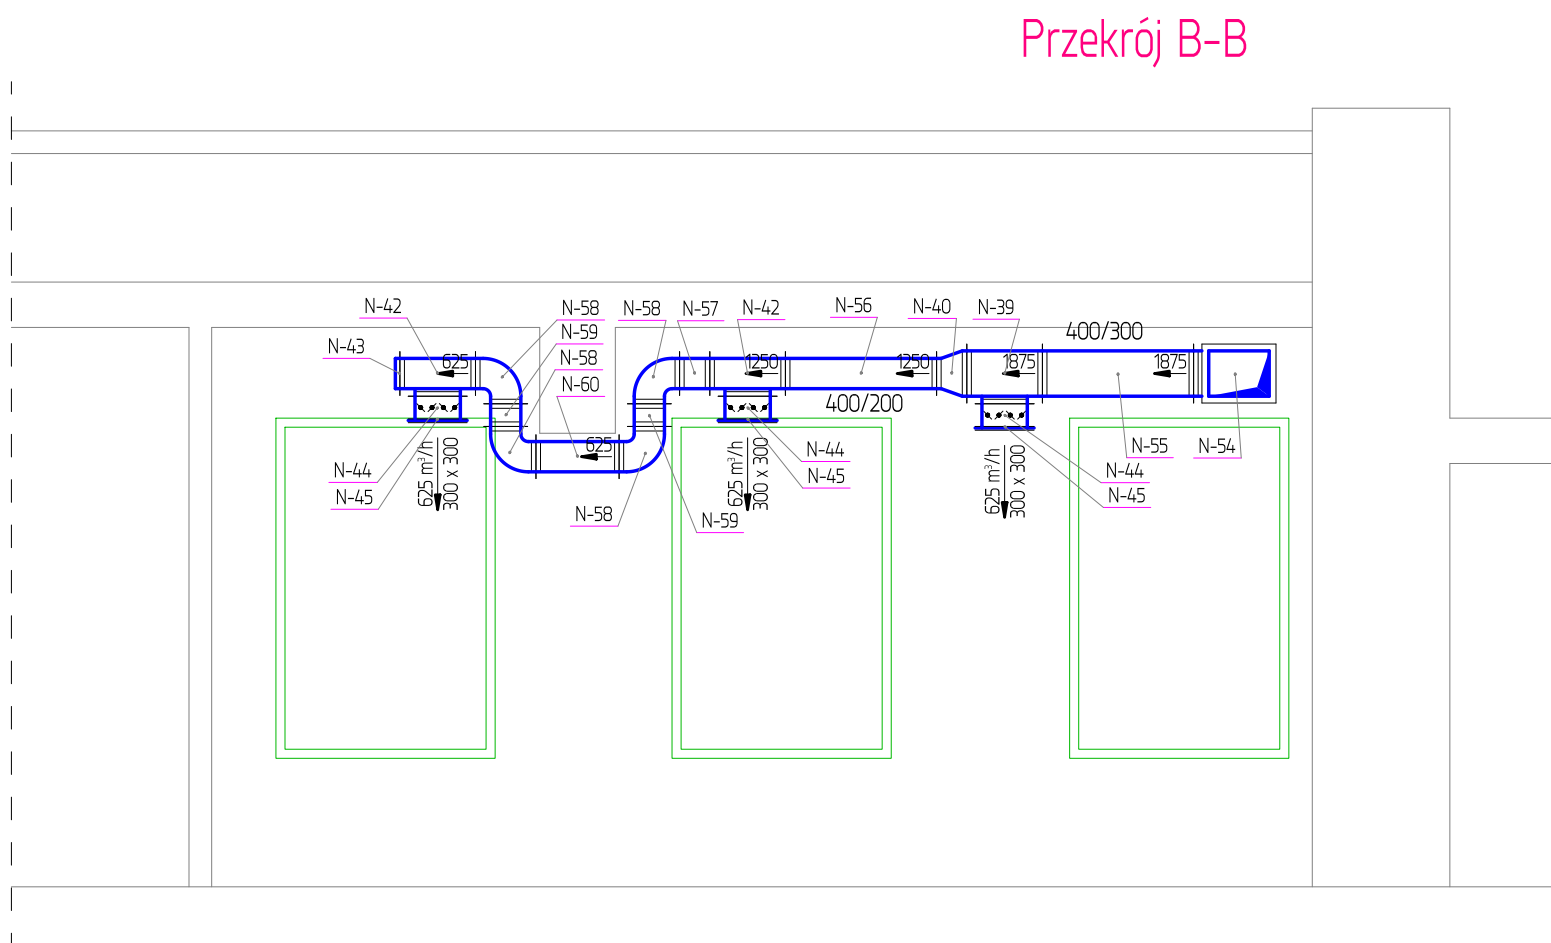 Przekrój B-B
N-42
N-58
N-58
N-57
N-42
N-56
N-40
N-39
N-59
400/300
N-43
N-58
625
1250
1250
1875
1875
N-60
400/200
625
N-44
N-44
N-55
N-54
N-45
N-45
N-44
N-45
625 m³/h
300 x 300
625 m³/h
300 x 300
625 m³/h
300 x 300
N-58
N-59